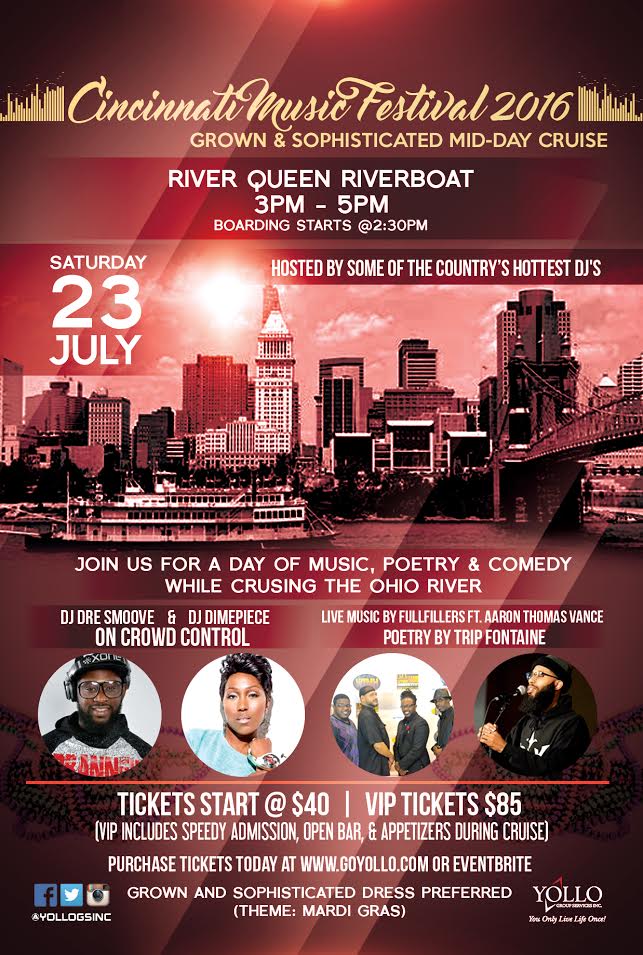 Cincinnati Music Festival 2016
GROWN & SOPHISTICATED MID-DAY CRUISE
RIVER QUEEN RIVERBOAT
3PM - 5PM
BOARDING STARTS @2:30PM
SATURDAY
23
JULY
HOSTED BY SOME OF THE COUNTRY'S HOTTEST DJ'S
JOIN US FOR A DAY OF MUSIC, POETRY & COMEDY
WHILE CRUSING THE OHIO RIVER
DJ DRE SMOOVE & DJ DIMEPIECE
ON CROWD CONTROL
LIVE MUSIC BY FULLFILLERS FT. AARON THOMAS VANCE
POETRY BY TRIP FONTAINE
TICKETS START @ $40 | VIP TICKETS $85
(VIP INCLUDES SPEEDY ADMISSION, OPEN BAR, & APPETIZERS DURING CRUISE)
PURCHASE TICKETS TODAY AT WWW.GOYOLLO.COM OR EVENTBRITE
GROWN AND SOPHISTICATED DRESS PREFERRED
(THEME: MARDI GRAS)
@YOLLOGSINC
YOLLO
GROUP SERVICES INC.
You Only Live Life Once!